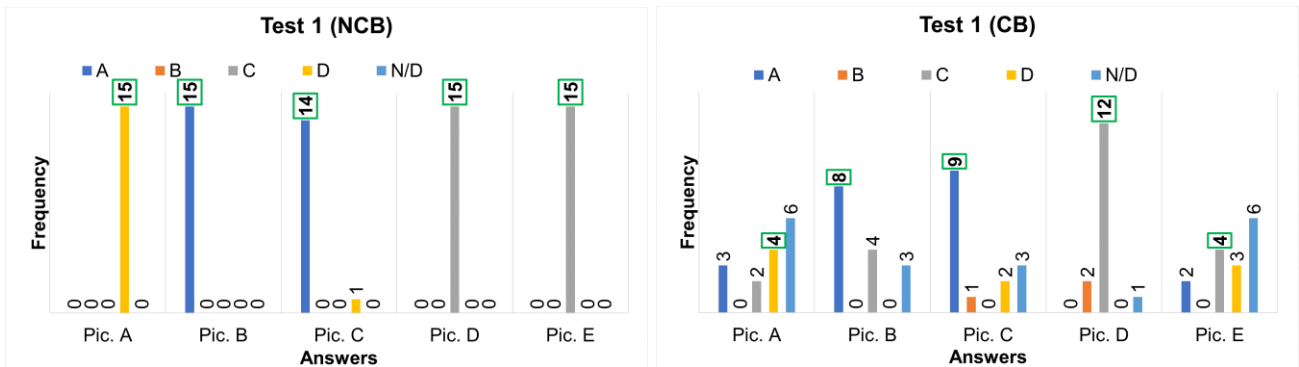 Test 1 (NCB)
A B C D N/D
Frequency
0 0 0 15 0
15 0 0 0 0
14 0 0 1 0
0 0 15 0 0
0 0 15 0 0
Pic. A Pic. B Pic. C Pic. D Pic. E
Answers
Test 1 (CB)
A B C D N/D
Frequency
3 0 2 4 6
8 0 4 0 3
9 1 0 2 3
0 2 12 0 1
2 0 4 3 6
Pic. A Pic. B Pic. C Pic. D Pic. E
Answers